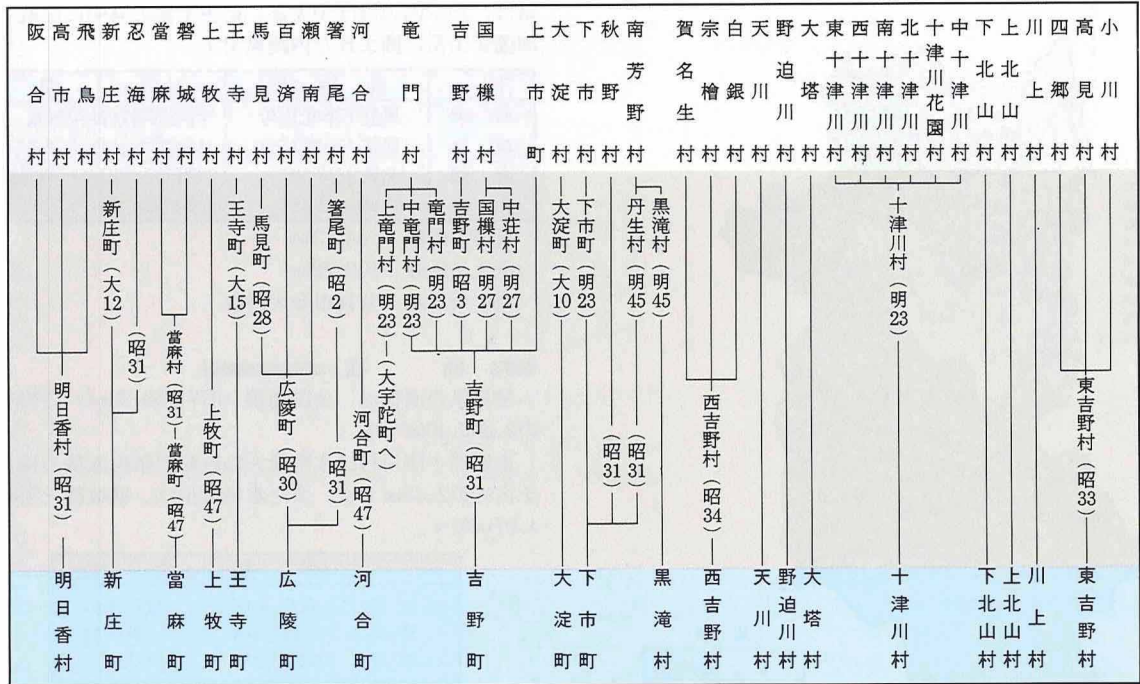 小川村
高見村
四郷村
川上村
上北山村
下北山村
中十津川村
十津川花園村
北十津川村
南十津川村
西十津川村
東十津川村
大塔村
野迫川村
天川村
白銀村
宗檜村
賀名生村
南芳野村
秋野村
下市村
大淀村
上市町
国樔村
吉野村
竜門村
河合村
箸尾村
瀬南村
百済村
馬見村
王寺村
上牧村
磐城村
當麻村
忍海村
新庄村
飛鳥村
高市村
阪合村
東吉野村(昭33)
十津川村(明23)
西吉野村(昭34)
黒滝村(明45)
丹生村(明45)
(昭31)
(昭31)
下市町(明23)
大淀町(大10)
中荘村(明27)
国樔村(明27)
吉野町(昭3)
竜門村(明23)
中竜門村(明23)
上竜門村(明23)―(大宇陀町へ)
吉野町(昭31)
河合町(昭47)
箸尾町(昭2)
(昭31)
広陵町(昭30)
馬見町(昭28)
王寺町(大15)
上牧町(昭47)
當麻村(昭31)―當麻町(昭47)
(昭31)
新庄町(大12)
明日香村(昭31)
東吉野村
川上村
上北山村
下北山村
十津川村
大塔村
野迫川村
天川村
西吉野村
黒滝村
下市町
大淀町
吉野町
河合町
広陵町
王寺町
上牧町
當麻町
新庄町
明日香村